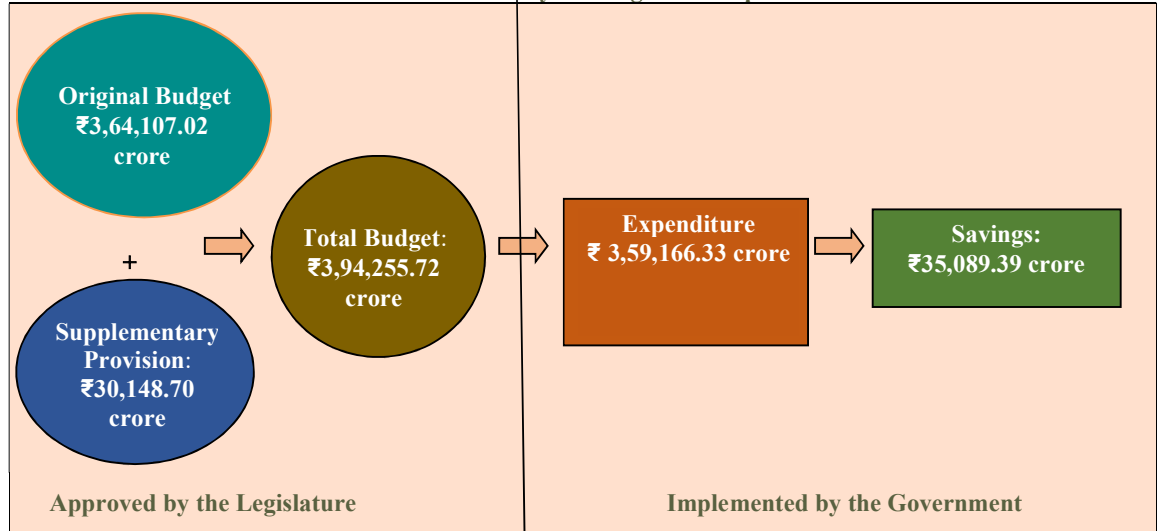 Original Budget
₹3,64,107.02
crore
+
Supplementary
Provision:
₹30,148.70
crore
Total Budget:
₹3,94,255.72
crore
Expenditure
₹ 3,59,166.33 crore
Savings:
₹35,089.39 crore
Approved by the Legislature
Implemented by the Government